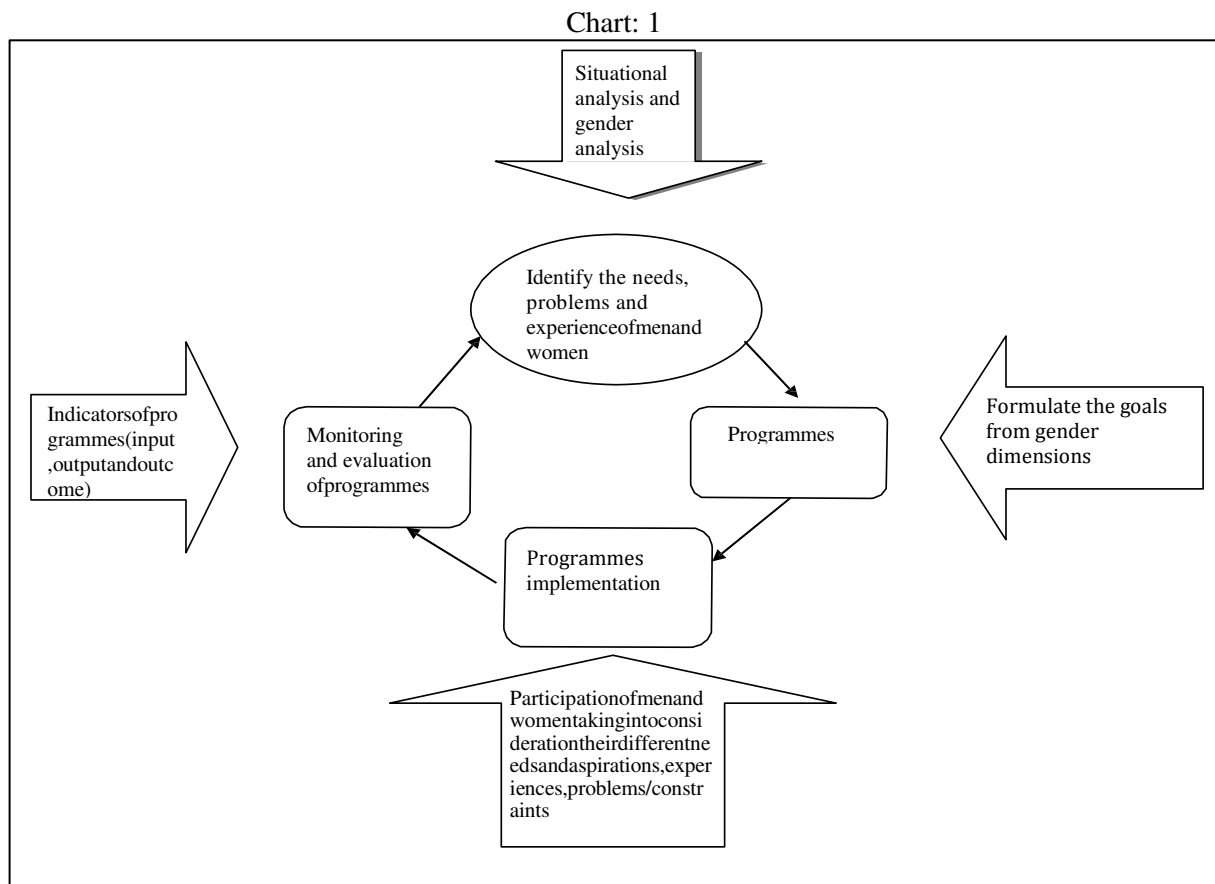 Chart: 1
Situational
analysis and
gender
analysis
Identify the needs,
problems and
experienceofmenand
women
Indicatorsofpro
grammes(input
,outputandoutc
ome)
Monitoring
and evaluation
ofprogrammes
Programmes
Formulate the goals
from gender
dimensions
Programmes
implementation
Participationofmenand
womentakingintoconsi
derationtheirdifferentne
edsandaspirations,exper
iences,problems/constr
aints